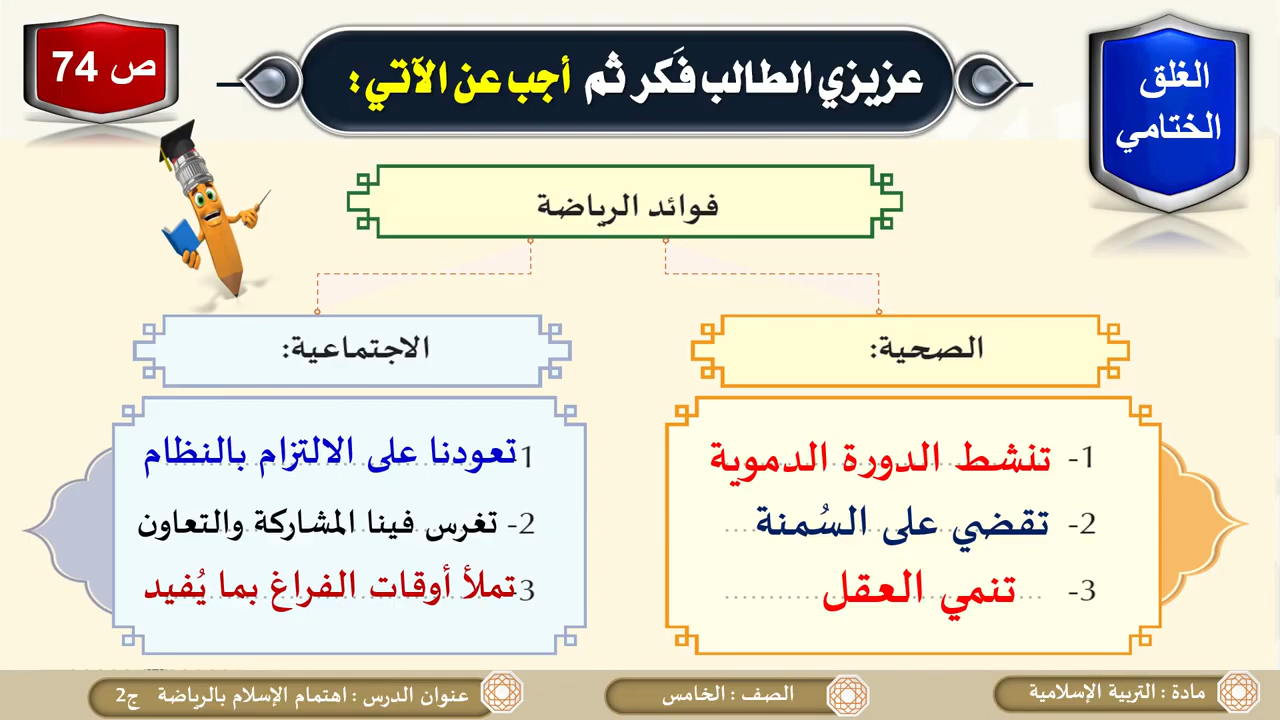 الغلق
الختامي
عزيزي الطالب فَكر ثم أجب عن الآتي :
ص 74
فوائد الرياضة
الصحية:
1- تنشط الدورة الدموية
2- تقضي على السُمنة
3- تنمي العقل
الاجتماعية:
1 تعودنا على الالتزام بالنظام
2- تغرس فينا المشاركة والتعاون
3 تملأ أوقات الفراغ بما يُفيد
مادة : التربية الإسلامية
الصف : الخامس
عنوان الدرس : اهتمام الإسلام بالرياضة ج2